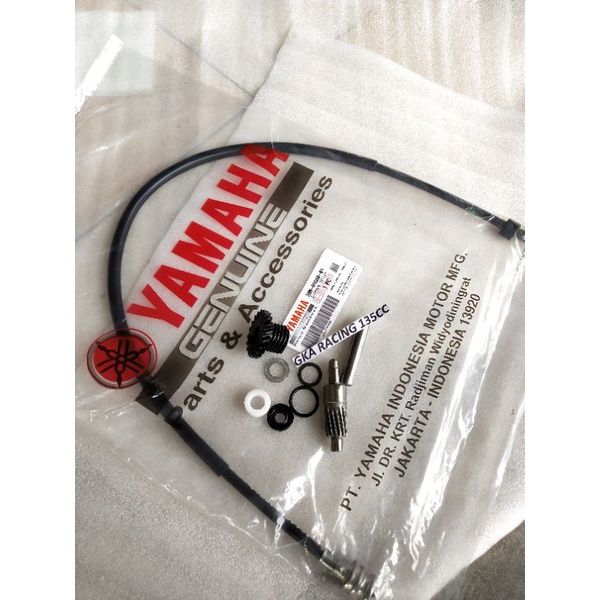 YAMAHA
GENUINE
Parts & Accessories
YAMAHA
GKA RACING 135CC
PT. YAMAHA INDONESIA MOTOR MFG.
Jl. DR. KRT. Radjiman Widyodiningrat
JAKARTA - INDONESIA 13920